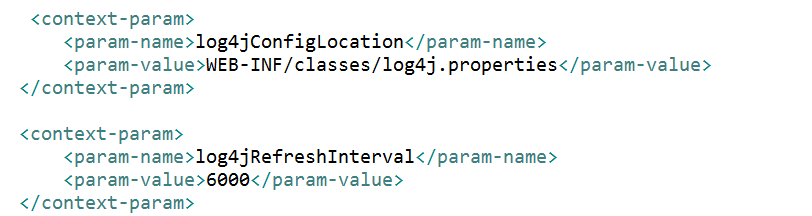 <context-param>
<param-name>log4jConfigLocation</param-name>
<param-value>WEB-INF/classes/log4j.properties</param-value>
</context-param>
<context-param>
<param-name>log4jRefreshInterval</param-name>
<param-value>6000</param-value>
</context-param>